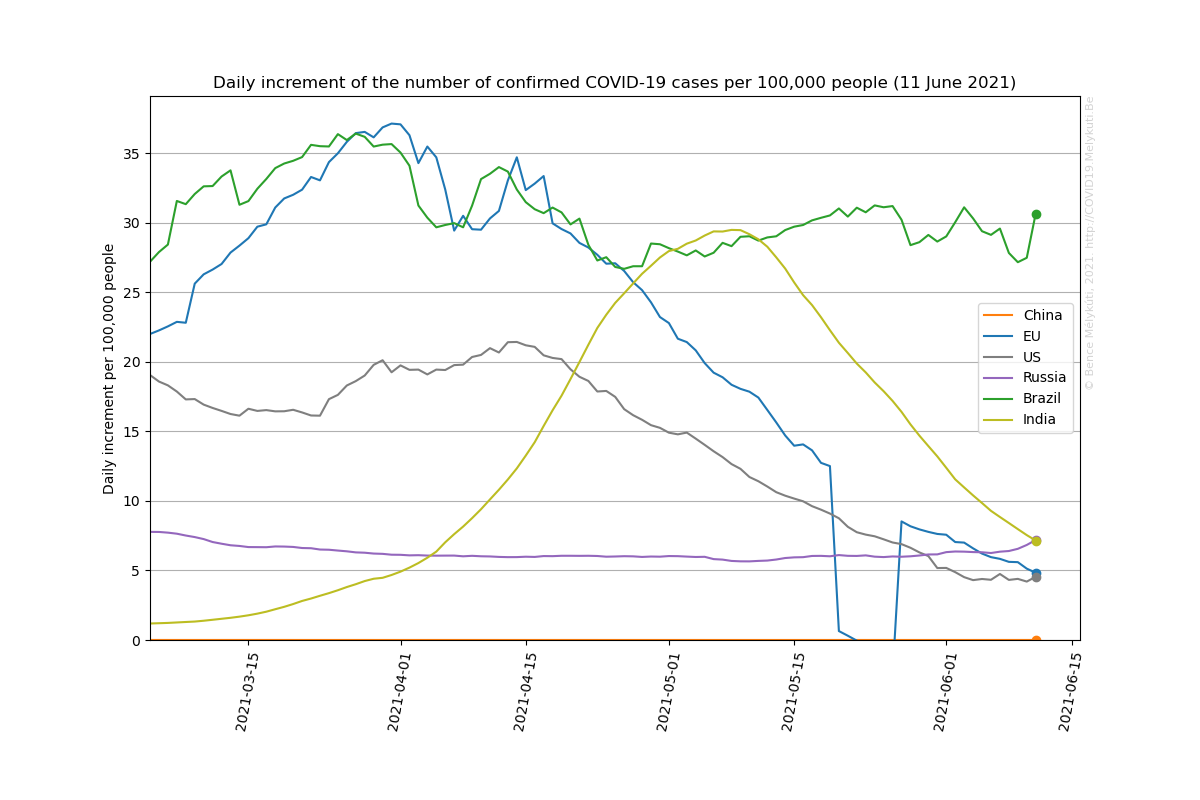 Daily increment of the number of confirmed COVID-19 cases per 100,000 people (11 June 2021)
Daily increment per 100,000 people
35
30
25
20
15
10
5
0
2021-03-15
2021-04-01
2021-04-15
2021-05-01
2021-05-15
2021-06-01
2021-06-15
China
EU
US
Russia
Brazil
India
© Bence Melykuti, 2021 http://COVID19.Melykuti.Be